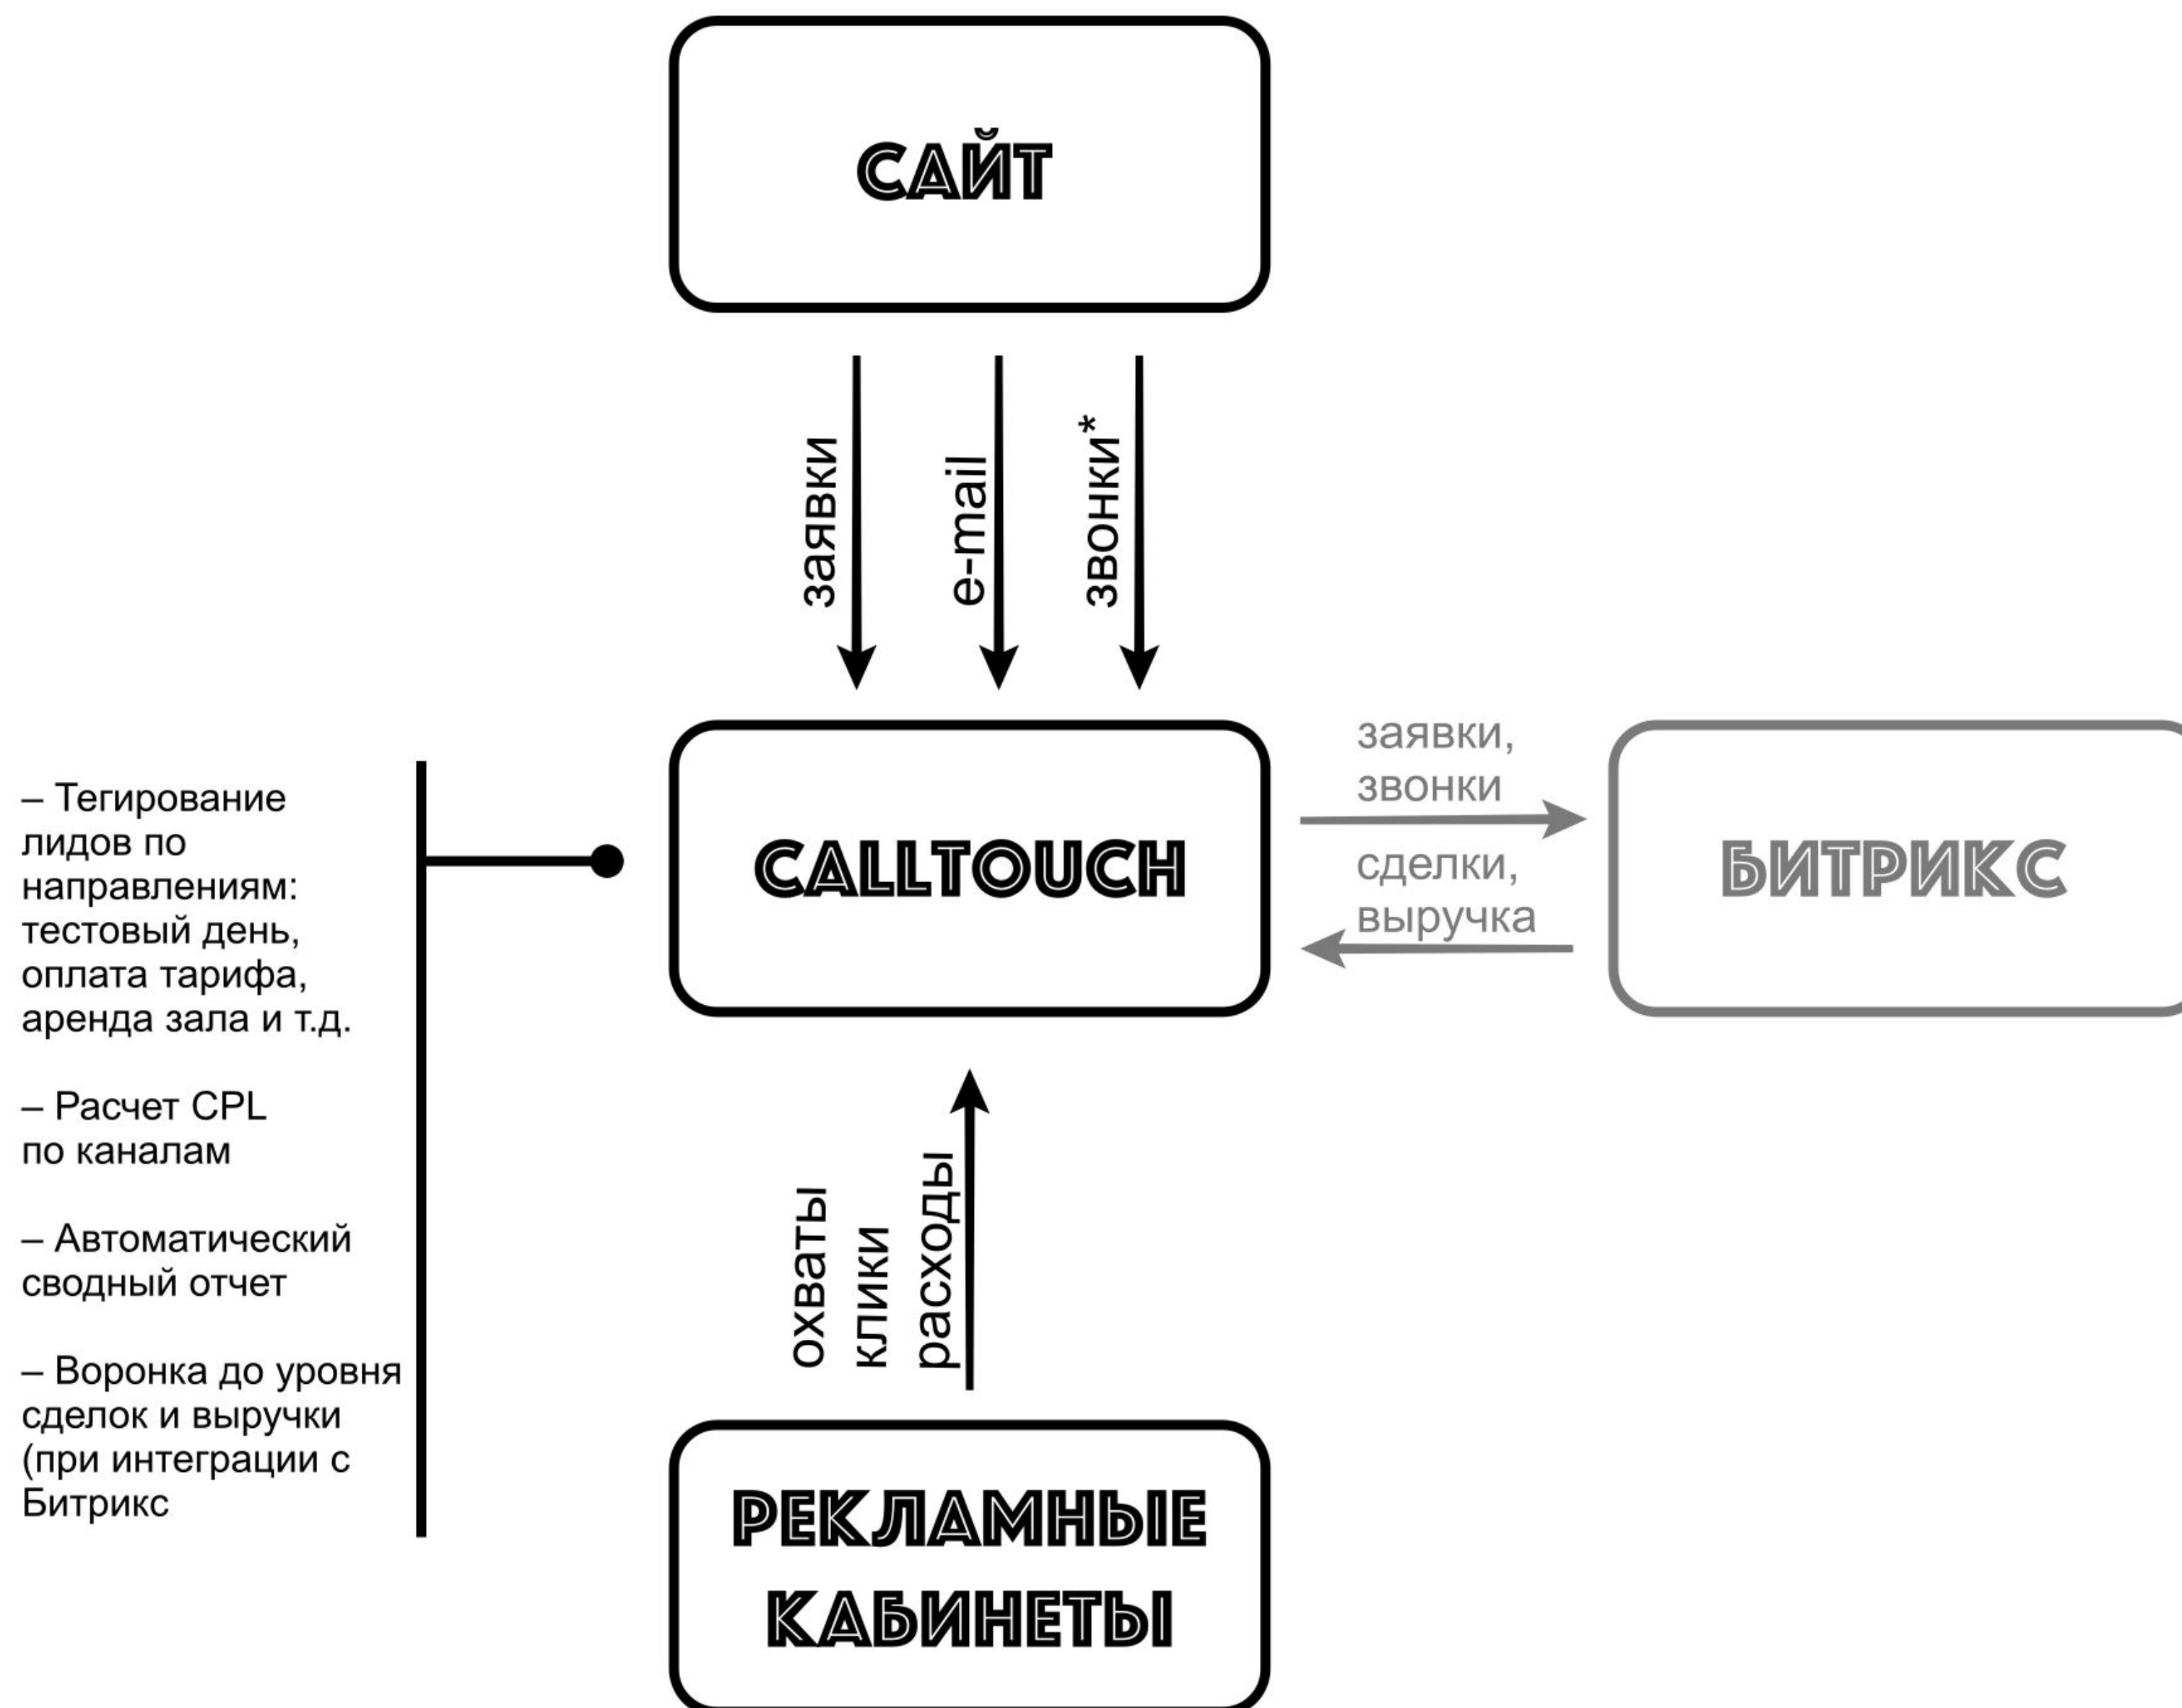 САЙТ
заявки
e-mail
звонки*
– Тегирование
лидов по
направлениям:
тестовый день,
оплата тарифа,
аренда зала и т.д.
– Расчет CPL
по каналам
– Автоматический
сводный отчет
– Воронка до уровня
сделок и выручки
(при интеграции с
Битрикс
CALLTOUCH
заявки,
звонки
сделки,
выручка
БИТРИКС
охваты
клики
расходы
РЕКЛАМНЫЕ
КАБИНЕТЫ